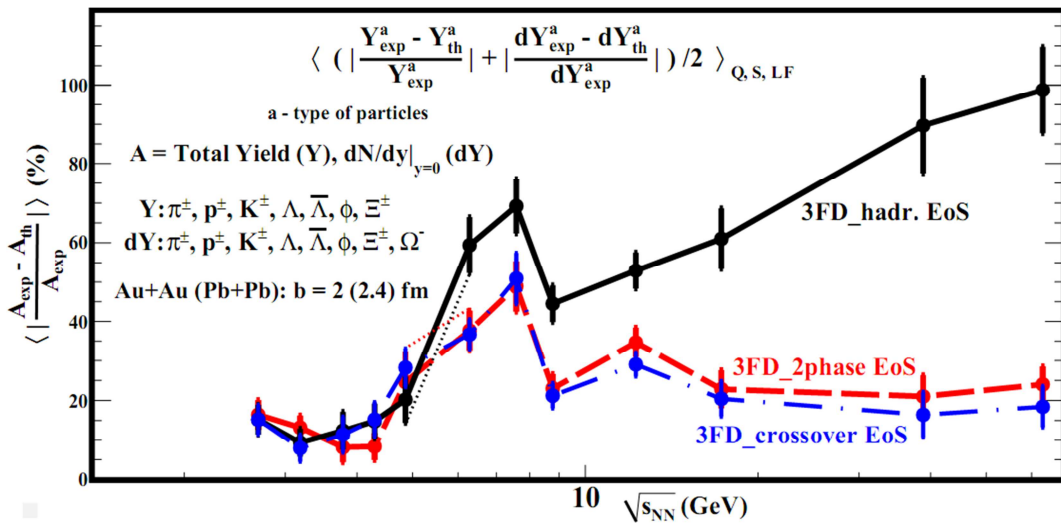 ⟨ ( | (Y^a_exp - Y^a_th)/Y^a_exp | + | (dY^a_exp - dY^a_th)/dY^a_exp | ) /2 ⟩ Q, S, LF
a - type of particles
A = Total Yield (Y), dN/dy|_y=0 (dY)
Y: π±, p±, K±, Λ, Λ̅, ϕ, Ξ±
dY: π±, p±, K±, Λ, Λ̅, ϕ, Ξ±, Ω⁻
Au+Au (Pb+Pb): b = 2 (2.4) fm
3FD_hadr. EoS
3FD_2phase EoS
3FD_crossover EoS
⟨ | (A_exp - A_th)/A_exp | ⟩ (%)
100
80
60
40
20
0
10
√s_NN (GeV)